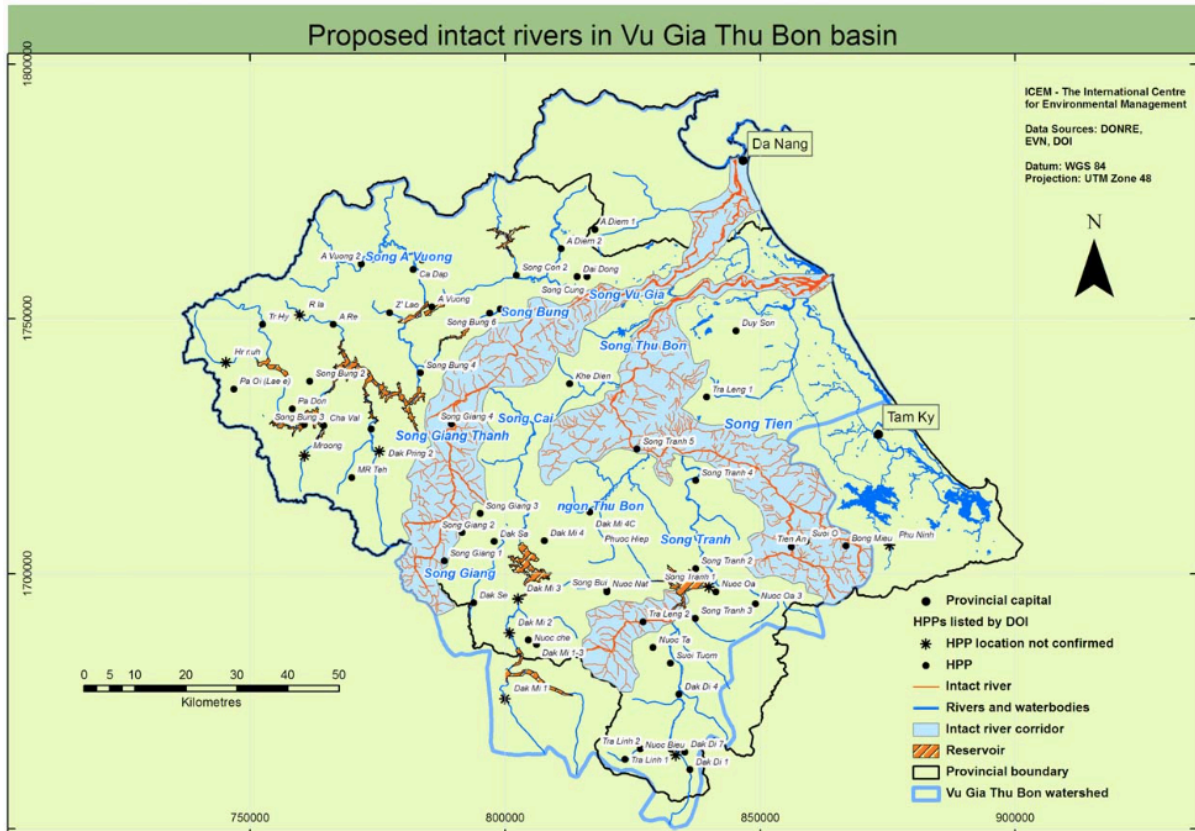 Proposed intact rivers in Vu Gia Thu Bon basin
1800000
1750000
1700000
750000
800000
850000
900000
ICEM - The International Centre
for Environmental Management
Data Sources: DONRE,
EVN, DOI
Datum: WGS 84
Projection: UTM Zone 48
N
Da Nang
Tam Ky
A Diem 1
A Diem 2
A Vuong 2
Song A Vuong
Ca Dap
Song Con 2
Dai Dong
Song Cung
Song Vu Gia
R la
Z' Lao
A Vuong
Song Bung 6
Song Bung
Tr Hy
A Re
Duy Son
Song Thu Bon
Song Bung 4
Song Bung 2
Khe Dien
Pa Oi (Lae e)
Tra Leng 1
Pa Don
Song Bung 3
Cha Val
Song Giang 4
Song Cai
Song Tien
Song Giang Thanh
Mroong
Dak Pring 2
Song Tranh 5
MR Teh
Song Tranh 4
Song Giang 3
ngon Thu Bon
Song Giang 2
Dak Mi 4C
Dak Sa
Dak Mi 4
Phuoc Hiep
Song Tranh
Tien An
Suoi O
Bong Mieu
Phu Ninh
Song Giang 1
Song Giang
Song Tranh 2
Song Bui
Nuoc Nat
Song Tranh 1
Nuoc Oa
Dak Se
Dak Mi 3
Nuoc Oa 3
Tra Leng 2
Song Tranh 3
Dak Mi 2
Nuoc che
Dak Mi 1-3
Nuoc Ta
Suoi Tuom
Dak Mi 1
Dak Di 4
Tra Linh 2
Nuoc Bieu
Dak Di 7
Tra Linh 1
Dak Di 1
0 5 10 20 30 40 50
Kilometres
Provincial capital
HPPs listed by DOI
HPP location not confirmed
HPP
Intact river
Rivers and waterbodies
Intact river corridor
Reservoir
Provincial boundary
Vu Gia Thu Bon watershed